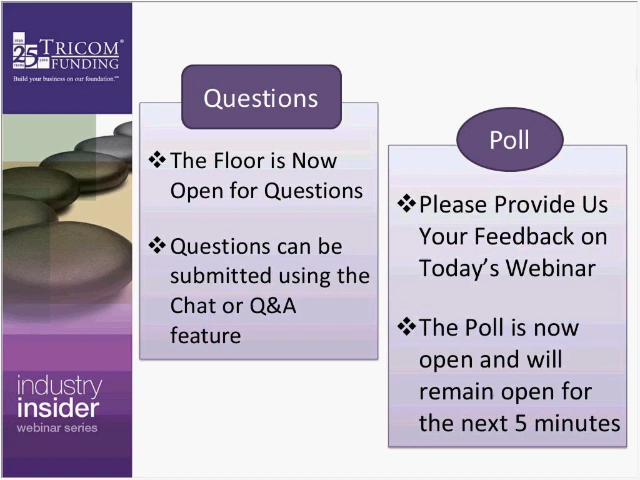 25
TRICOM®
FUNDING
Build your business on our foundation.™
Questions
❖The Floor is Now
Open for Questions
❖Questions can be
submitted using the
Chat or Q&A
feature
Poll
❖Please Provide Us
Your Feedback on
Today's Webinar
❖The Poll is now
open and will
remain open for
the next 5 minutes
industry
insider
webinar series